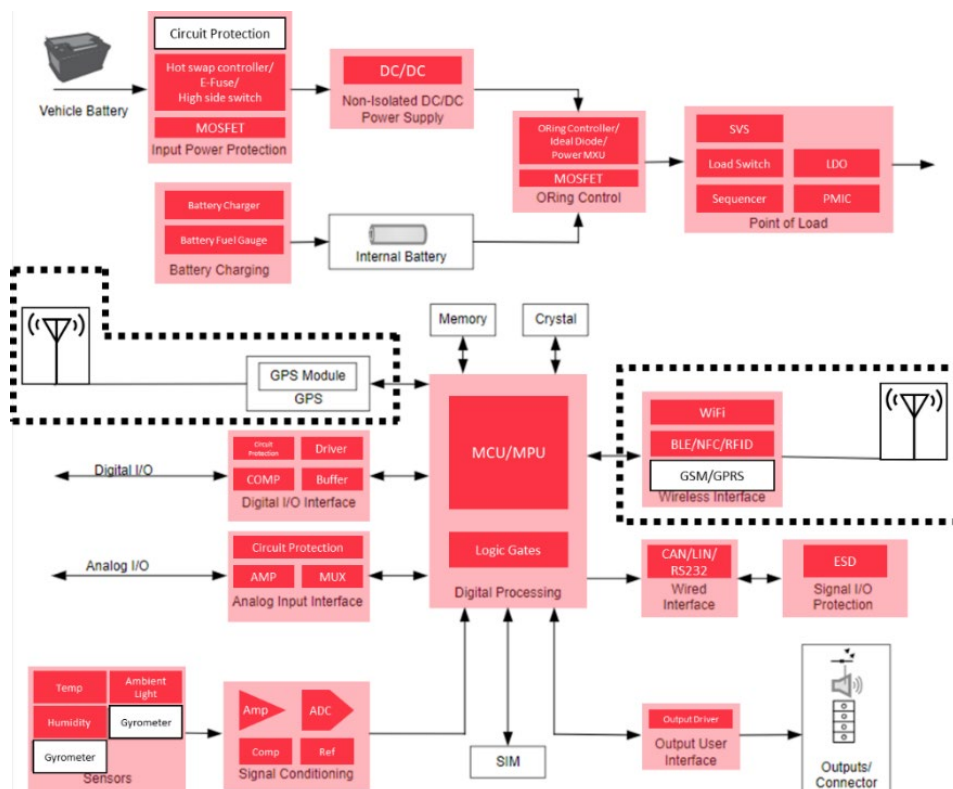 Circuit Protection
Hot swap controller/
E-Fuse/
High side switch
MOSFET
Input Power Protection
Vehicle Battery
DC/DC
Non-Isolated DC/DC
Power Supply
ORing Controller/
Ideal Diode/
Power MXU
MOSFET
ORing Control
SVS
Load Switch
LDO
Sequencer
PMIC
Point of Load
Battery Charger
Battery Fuel Gauge
Battery Charging
Internal Battery
Memory
Crystal
GPS Module
GPS
MCU/MPU
Logic Gates
Digital Processing
WiFi
BLE/NFC/RFID
GSM/GPRS
Wireless Interface
Digital I/O
Circuit
Protection
Driver
COMP
Buffer
Digital I/O Interface
Analog I/O
Circuit Protection
AMP
MUX
Analog Input Interface
CAN/LIN/
RS232
Wired
Interface
ESD
Signal I/O
Protection
Temp
Ambient
Light
Humidity
Gyrometer
Gyrometer
Sensors
Amp
ADC
Comp
Ref
Signal Conditioning
SIM
Output Driver
Output User
Interface
Outputs/
Connector